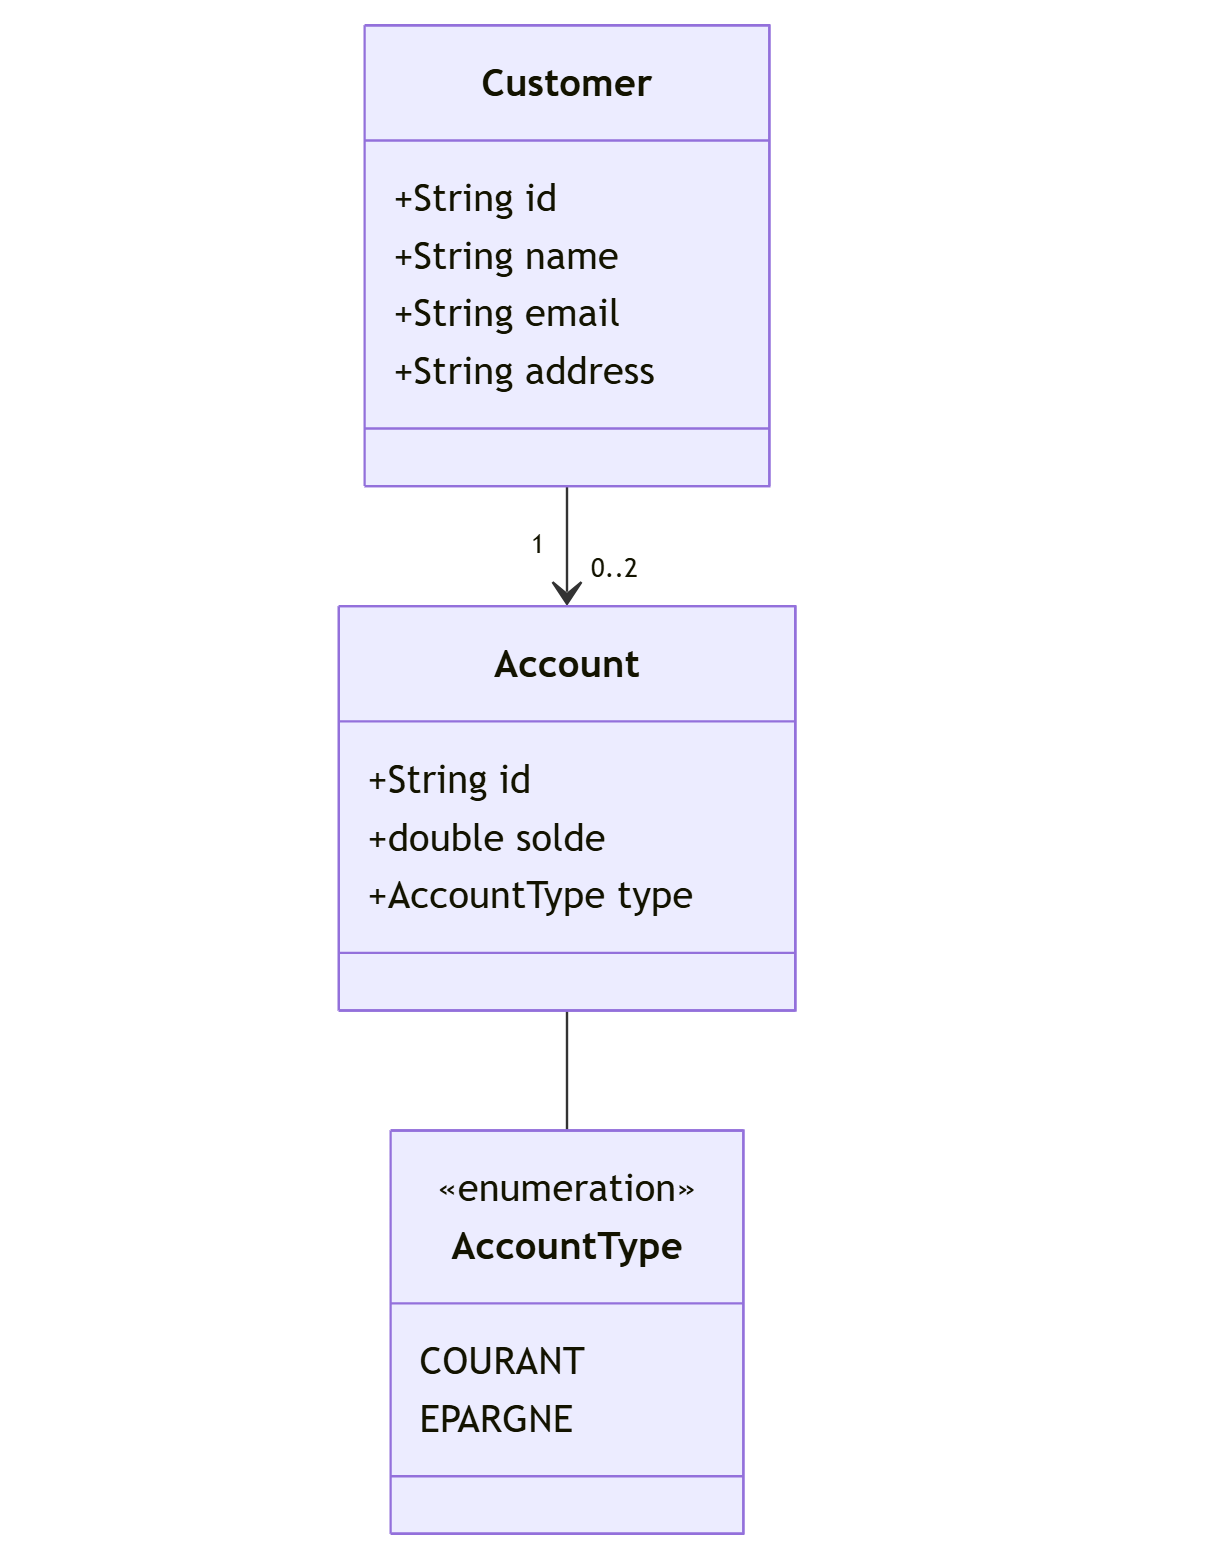 Customer
+String id
+String name
+String email
+String address
1
0..2
Account
+String id
+double solde
+AccountType type
«enumeration»
AccountType
COURANT
EPARGNE